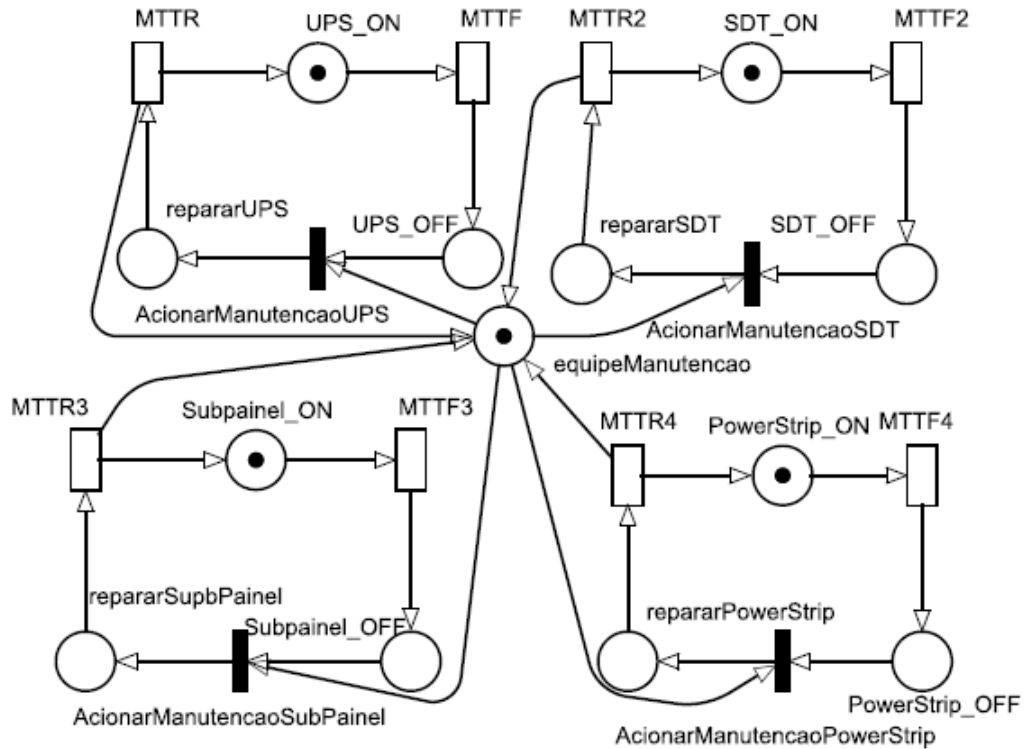 MTTR
UPS_ON
MTTF
MTTR2
SDT_ON
MTTF2
repararUPS
UPS_OFF
repararSDT
SDT_OFF
AcionarManutencaoUPS
AcionarManutencaoSDT
equipeManutencao
MTTR3
Subpainel_ON
MTTF3
MTTR4
PowerStrip_ON
MTTF4
repararSupbPainel
Subpainel_OFF
repararPowerStrip
AcionarManutencaoSubPainel
PowerStrip_OFF
AcionarManutencaoPowerStrip